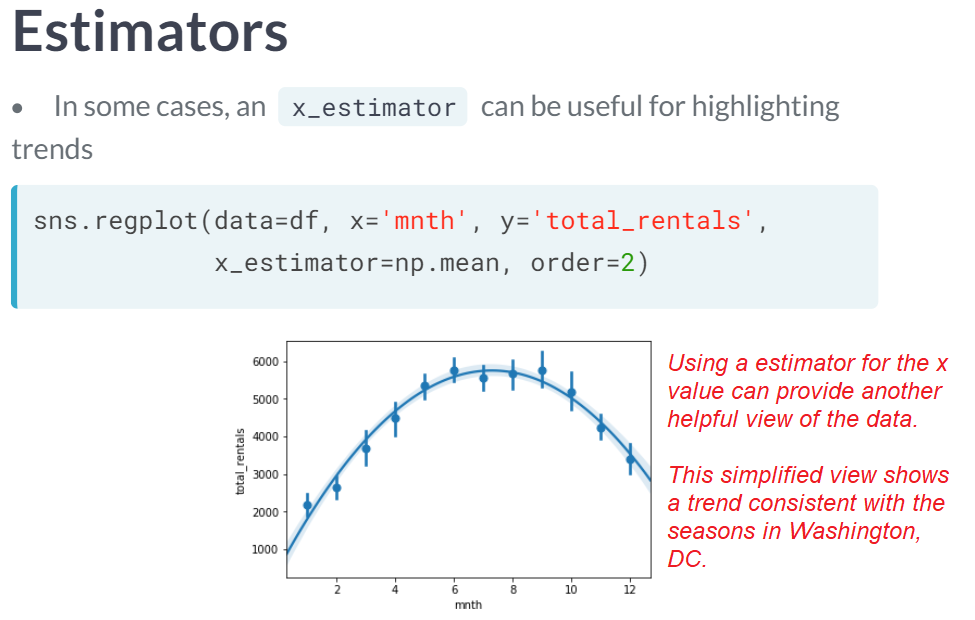 Estimators
• In some cases, an x_estimator can be useful for highlighting
trends
sns.regplot(data=df, x='mnth', y='total_rentals',
x_estimator=np.mean, order=2)
6000
5000
4000
3000
2000
1000
total_rentals
2 4 6 8 10 12
mnth
Using a estimator for the x
value can provide another
helpful view of the data.
This simplified view shows
a trend consistent with the
seasons in Washington,
DC.